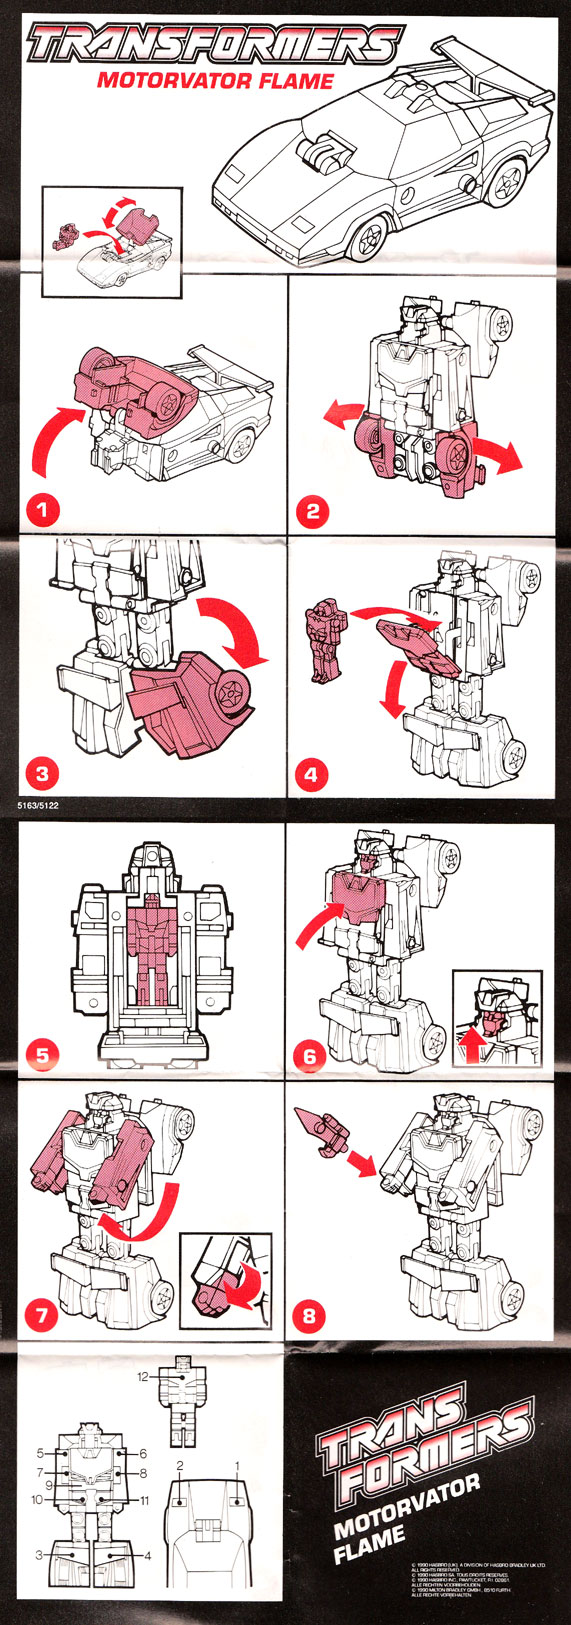 TRANSFORMERS
MOTORVATOR FLAME
1
2
3
4
5163/5122
5
6
7
8
12
5
6
7
8
9
10
11
3
4
2
1
TRANS
FORMERS
MOTORVATOR
FLAME
© 1990 HASBRO (UK). A DIVISION OF HASBRO BRADLEY UK LTD.
ALL RIGHTS RESERVED.
© 1990 HASBRO SA. TOUS DROITS RESERVES.
© 1990 HASBRO INC., PAWTUCKET, R.I. 02861
ALLE RECHTEN VOORBEHOUDEN
© 1990 MILTON BRADLEY GMBH., 8510 FÜRTH.
ALLE RECHTE VORBEHALTEN.